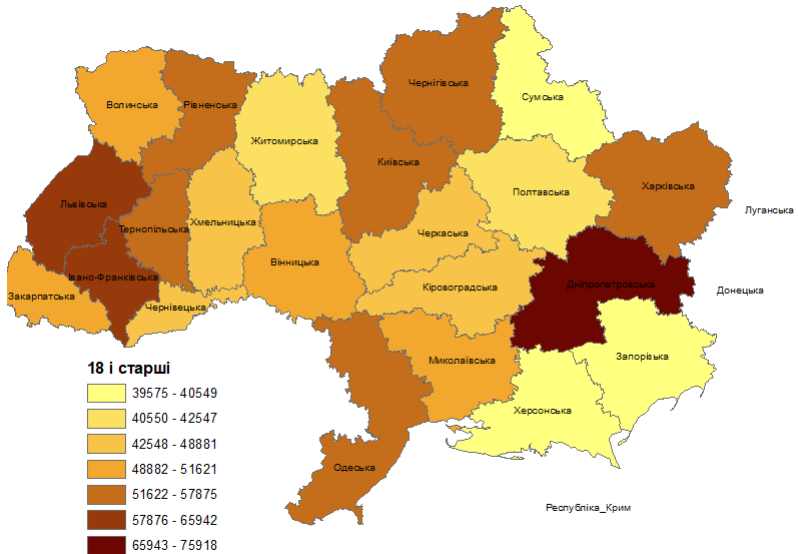 Чернігівська
Сумська
Волинська
Рівненська
Житомирська
Київська
Харківська
Полтавська
Львівська
Луганська
Тернопільська
Хмельницька
Черкаська
Вінницька
Івано-Франківська
Дніпропетровська
Кіровоградська
Донецька
Закарпатська
Чернівецька
Миколаївська
Запорізька
Херсонська
Одеська
Республіка_Крим
18 і старші
39575 - 40549
40550 - 42547
42548 - 48881
48882 - 51621
51622 - 57875
57876 - 65942
65943 - 75918